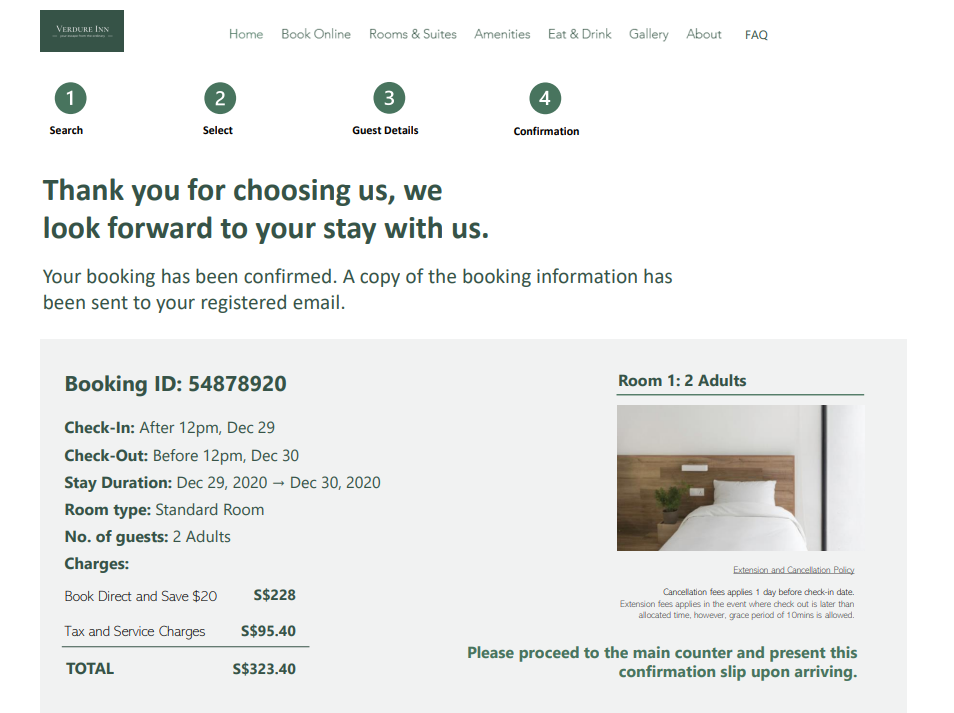 VERDURE INN
Home Book Online Rooms & Suites Amenities Eat & Drink Gallery About FAQ
1 2 3 4
Search Select Guest Details Confirmation
Thank you for choosing us, we
look forward to your stay with us.
Your booking has been confirmed. A copy of the booking information has
been sent to your registered email.
Booking ID: 54878920
Check-In: After 12pm, Dec 29
Check-Out: Before 12pm, Dec 30
Stay Duration: Dec 29, 2020 → Dec 30, 2020
Room type: Standard Room
No. of guests: 2 Adults
Charges:
Book Direct and Save $20 S$228
Tax and Service Charges S$95.40
TOTAL S$323.40
Room 1: 2 Adults
Extension and Cancellation Policy
Cancellation fees applies 1 day before check-in date.
Extension fees applies in the event where check out is later than
allocated time, however, grace period of 10mins is allowed.
Please proceed to the main counter and present this
confirmation slip upon arriving.